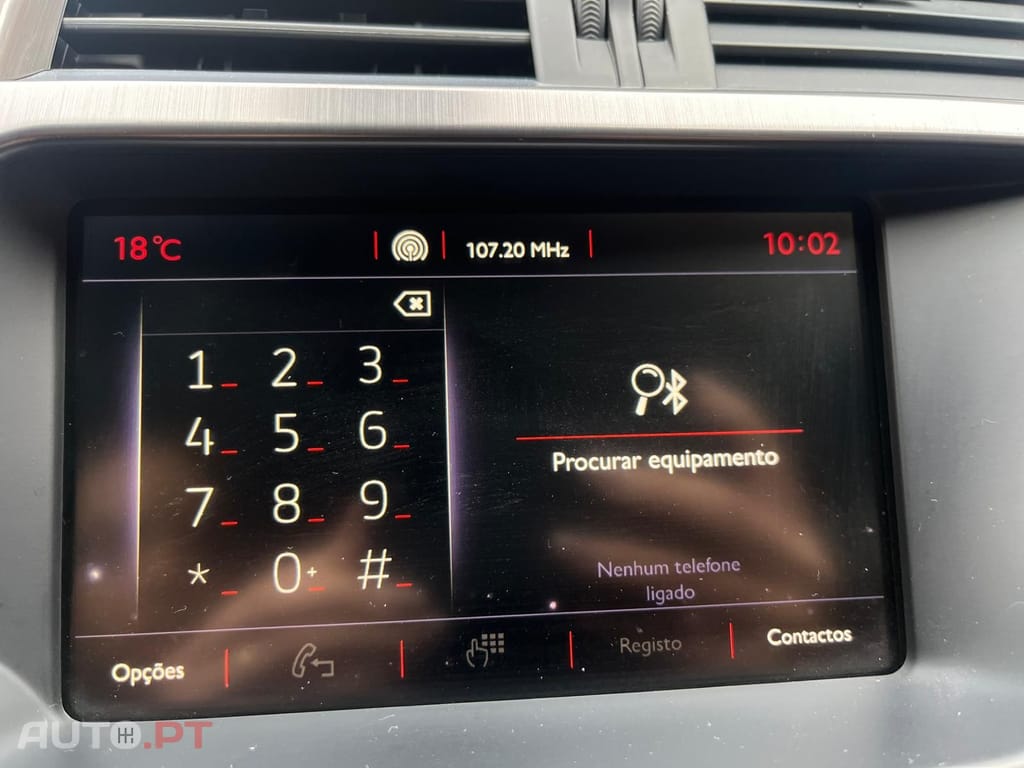 18°C
107.20 MHz
10:02
1 2 3
4 5 6
7 8 9
* 0+ #
Procurar equipamento
Nenhum telefone
ligado
Opções
Registo
Contactos
AUTO.PT